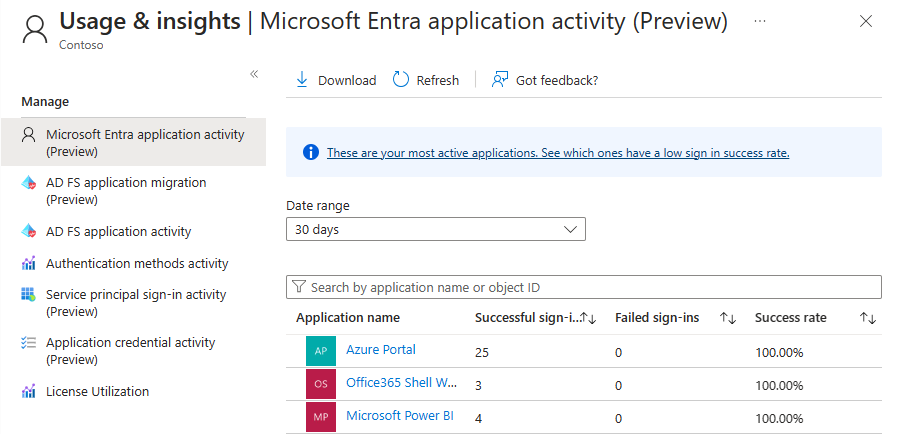 Usage & insights | Microsoft Entra application activity (Preview) ...
Contoso
«
Manage
Microsoft Entra application activity
(Preview)
AD FS application migration
(Preview)
AD FS application activity
Authentication methods activity
Service principal sign-in activity
(Preview)
Application credential activity
(Preview)
License Utilization
Download Refresh Got feedback?
These are your most active applications. See which ones have a low sign in success rate.
Date range
30 days
Search by application name or object ID
Application name Successful sign-i... Failed sign-ins Success rate
AP Azure Portal 25 0 100.00%
OS Office365 Shell W... 3 0 100.00%
MP Microsoft Power BI 4 0 100.00%